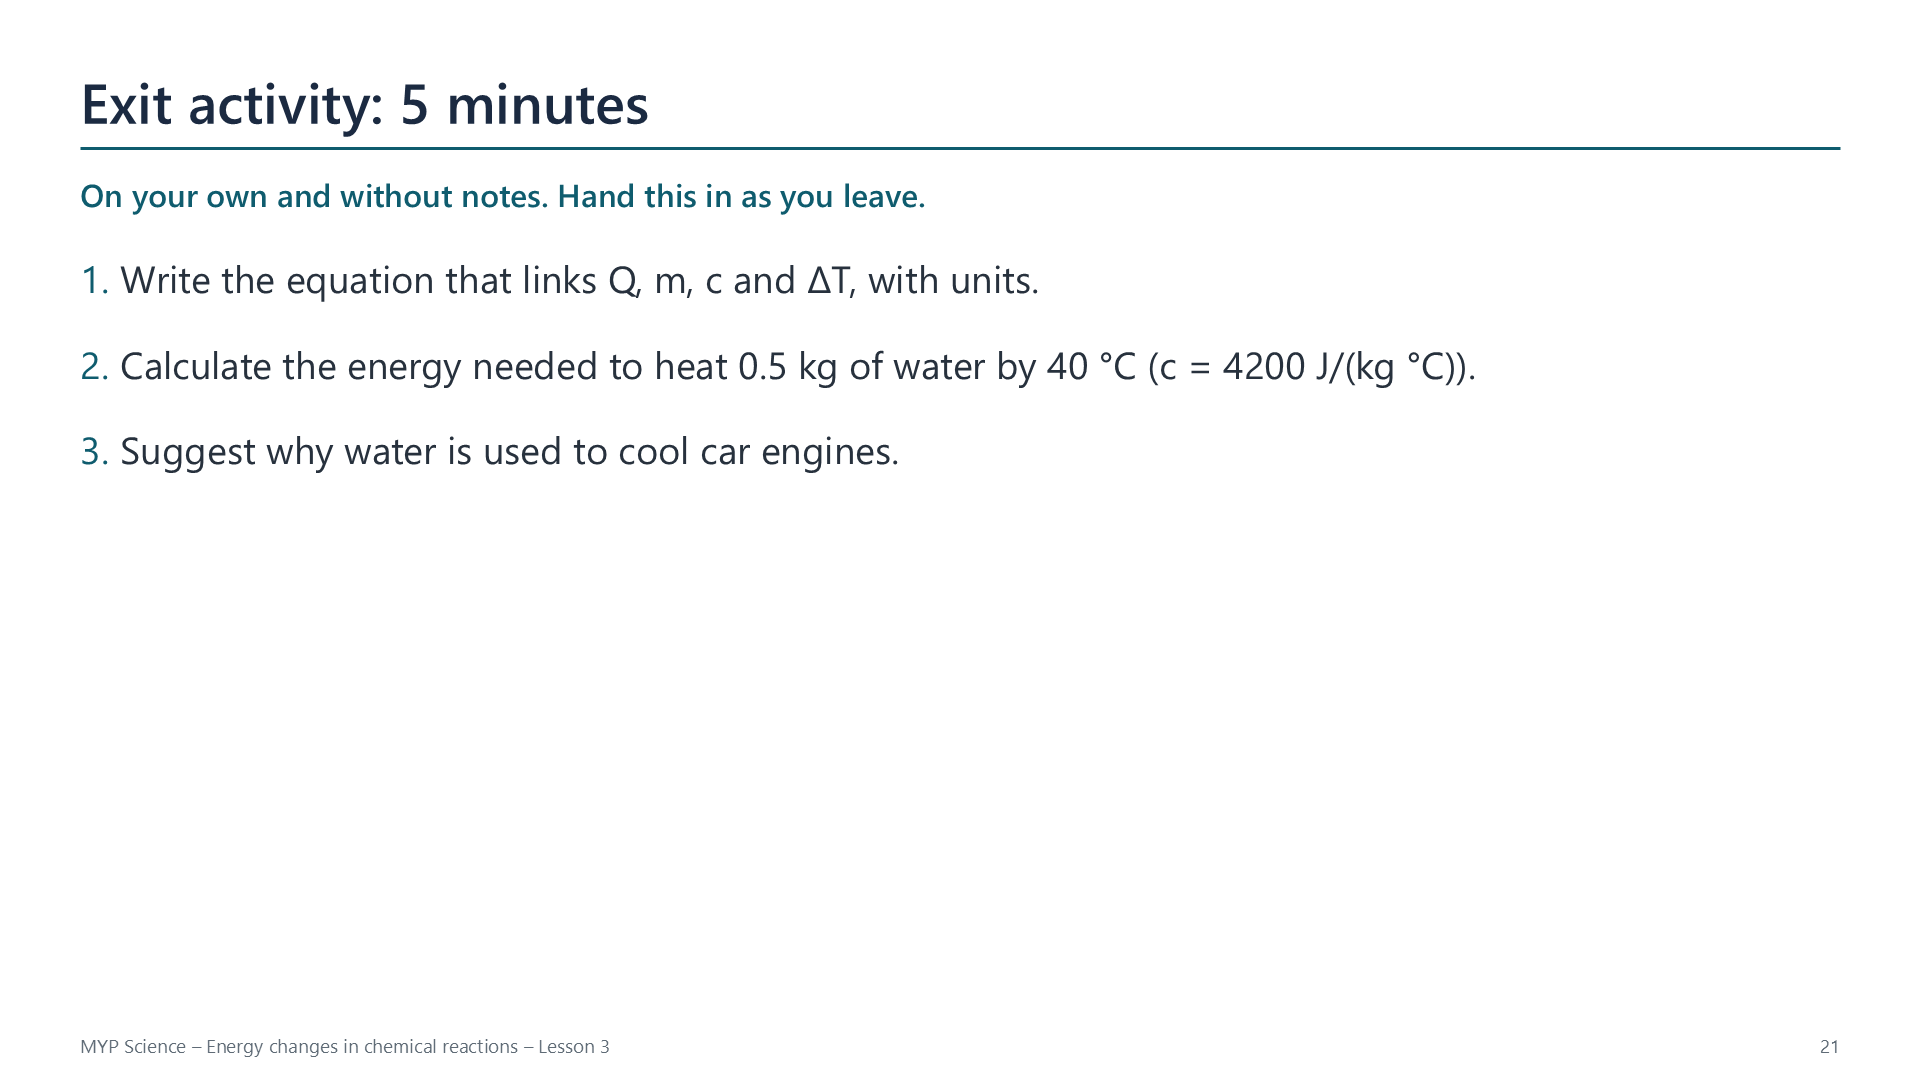 Exit activity: 5 minutes
On your own and without notes. Hand this in as you leave.
1. Write the equation that links Q, m, c and ΔT, with units.
2. Calculate the energy needed to heat 0.5 kg of water by 40 °C (c = 4200 J/(kg °C)).
3. Suggest why water is used to cool car engines.
MYP Science – Energy changes in chemical reactions – Lesson 3
21